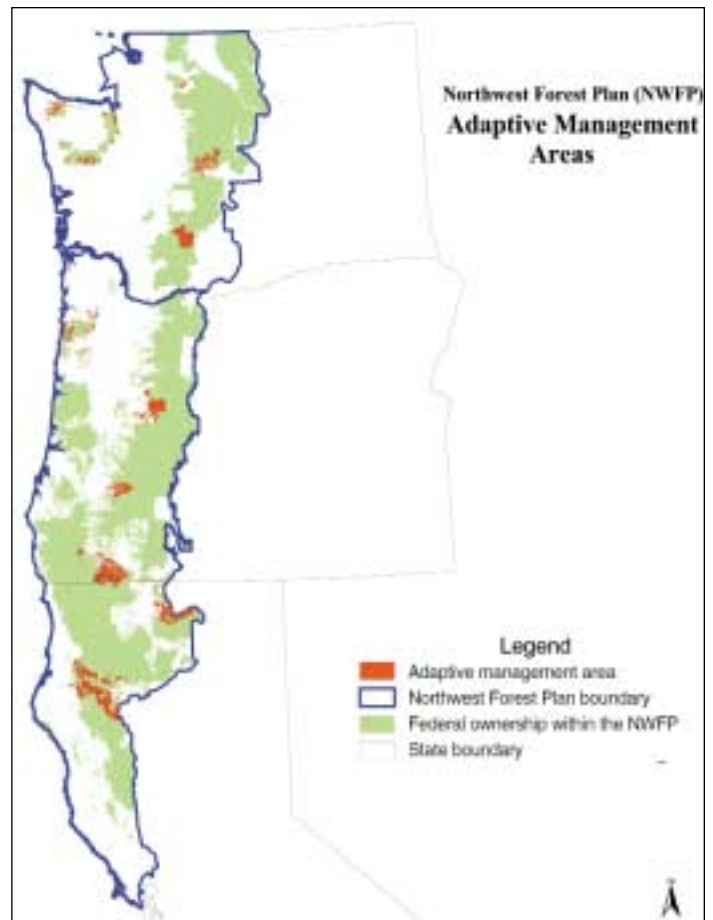 Northwest Forest Plan (NWFP)
Adaptive Management
Areas
Legend
Adaptive management area
Northwest Forest Plan boundary
Federal ownership within the NWFP
State boundary